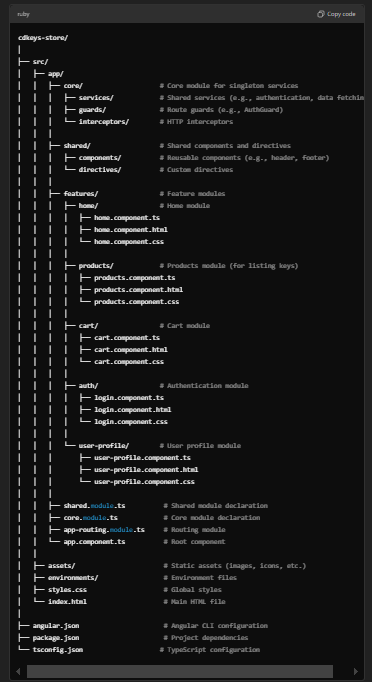 ruby
Copy code
cdkeys-store/
│
├── src/
│   ├── app/
│   │   ├── core/                # Core module for singleton services
│   │   │   ├── services/        # Shared services (e.g., authentication, data fetchin
│   │   │   ├── guards/          # Route guards (e.g., AuthGuard)
│   │   │   └── interceptors/    # HTTP interceptors
│   │   │
│   │   ├── shared/              # Shared components and directives
│   │   │   ├── components/      # Reusable components (e.g., header, footer)
│   │   │   └── directives/      # Custom directives
│   │   │
│   │   ├── features/            # Feature modules
│   │   │   ├── home/            # Home module
│   │   │   │   ├── home.component.ts
│   │   │   │   ├── home.component.html
│   │   │   │   └── home.component.css
│   │   │   │
│   │   │   ├── products/        # Products module (for listing keys)
│   │   │   │   ├── products.component.ts
│   │   │   │   ├── products.component.html
│   │   │   │   └── products.component.css
│   │   │   │
│   │   │   ├── cart/            # Cart module
│   │   │   │   ├── cart.component.ts
│   │   │   │   ├── cart.component.html
│   │   │   │   └── cart.component.css
│   │   │   │
│   │   │   ├── auth/            # Authentication module
│   │   │   │   ├── login.component.ts
│   │   │   │   ├── login.component.html
│   │   │   │   └── login.component.css
│   │   │   │
│   │   │   └── user-profile/    # User profile module
│   │   │       ├── user-profile.component.ts
│   │   │       ├── user-profile.component.html
│   │   │       └── user-profile.component.css
│   │   │
│   │   ├── shared.module.ts      # Shared module declaration
│   │   ├── core.module.ts        # Core module declaration
│   │   ├── app-routing.module.ts # Routing module
│   │   └── app.component.ts      # Root component
│   │
│   ├── assets/                   # Static assets (images, icons, etc.)
│   ├── environments/             # Environment files
│   ├── styles.css                # Global styles
│   └── index.html                # Main HTML file
│
├── angular.json                  # Angular CLI configuration
├── package.json                  # Project dependencies
└── tsconfig.json                 # TypeScript configuration